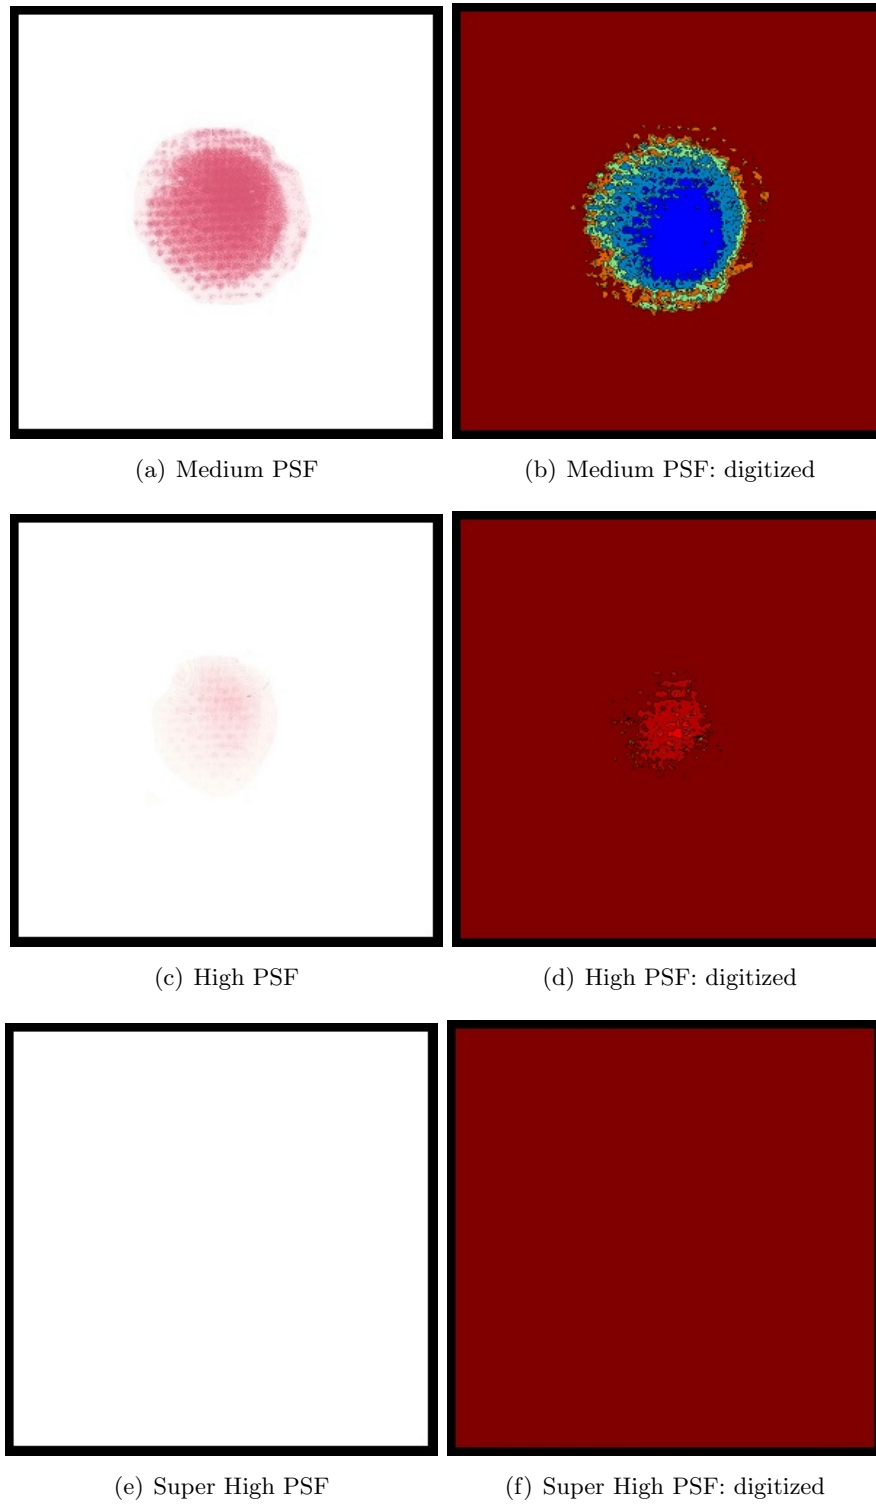 (a) Medium PSF
(b) Medium PSF: digitized
(c) High PSF
(d) High PSF: digitized
(e) Super High PSF
(f) Super High PSF: digitized